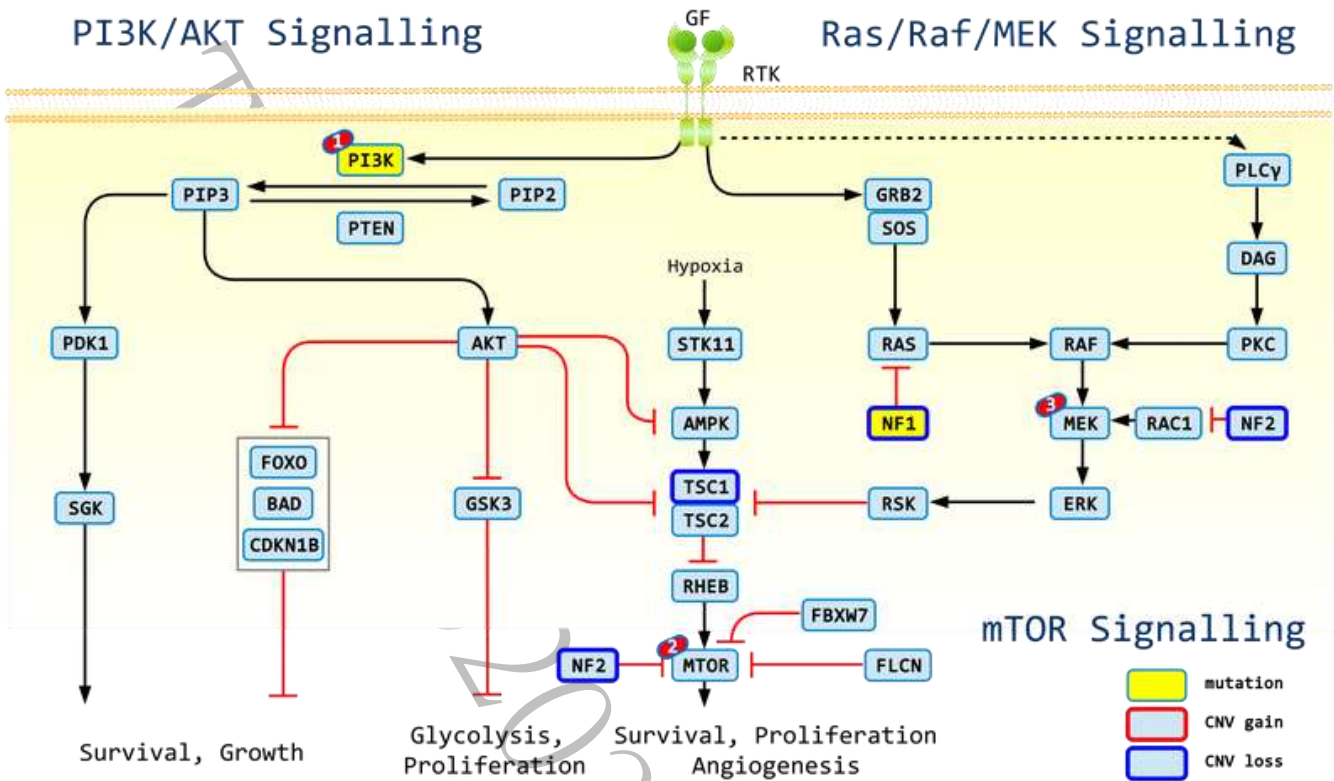 PI3K/AKT Signalling
GF
Ras/Raf/MEK Signalling
RTK
1
PI3K
PLCγ
PIP3
PIP2
GRB2
PTEN
SOS
Hypoxia
DAG
PDK1
AKT
STK11
RAS
RAF
PKC
3
AMPK
NF1
MEK
RAC1
NF2
FOXO
TSC1
SGK
BAD
GSK3
TSC2
RSK
ERK
CDKN1B
RHEB
FBXW7
mTOR Signalling
2
NF2
MTOR
FLCN
mutation
CNV gain
CNV loss
Survival, Growth
Glycolysis,
Proliferation
Survival, Proliferation
Angiogenesis